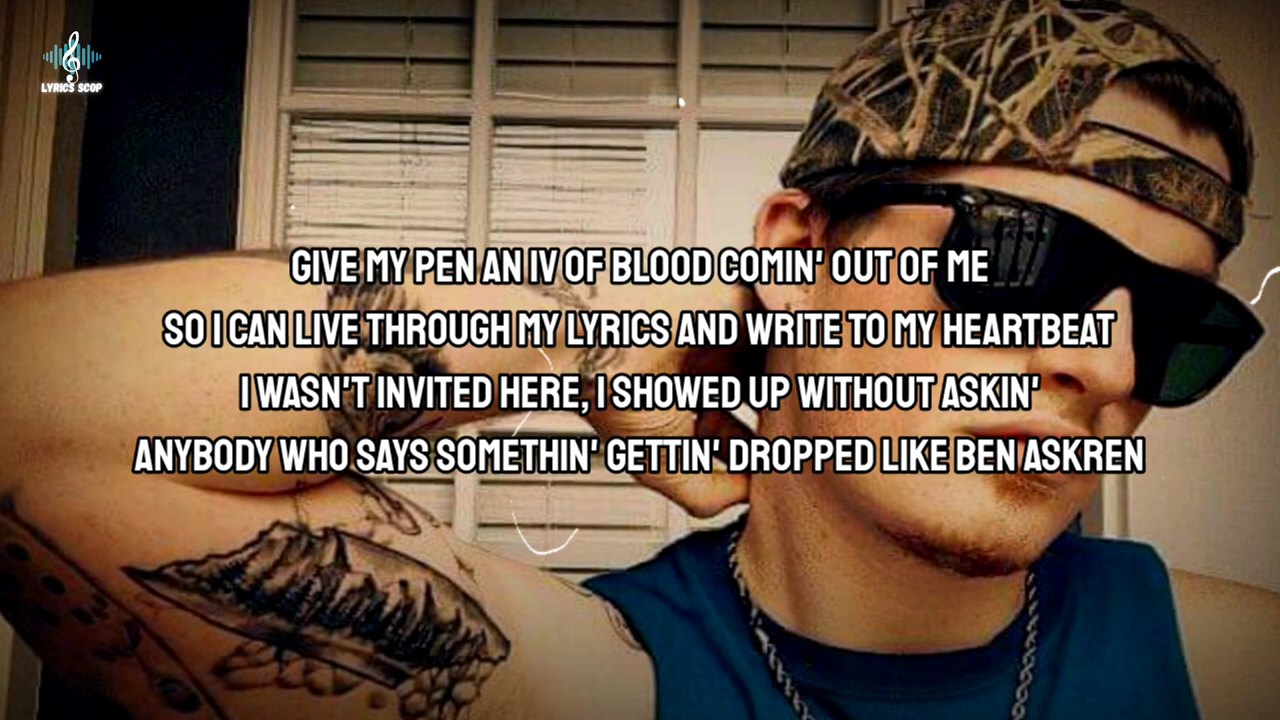 LYRICS SCOP
GIVE MY PEN AN IV OF BLOOD COMIN' OUT OF ME
SO I CAN LIVE THROUGH MY LYRICS AND WRITE TO MY HEARTBEAT
I WASN'T INVITED HERE, I SHOWED UP WITHOUT ASKIN'
ANYBODY WHO SAYS SOMETHIN' GETTIN' DROPPED LIKE BEN ASKREN